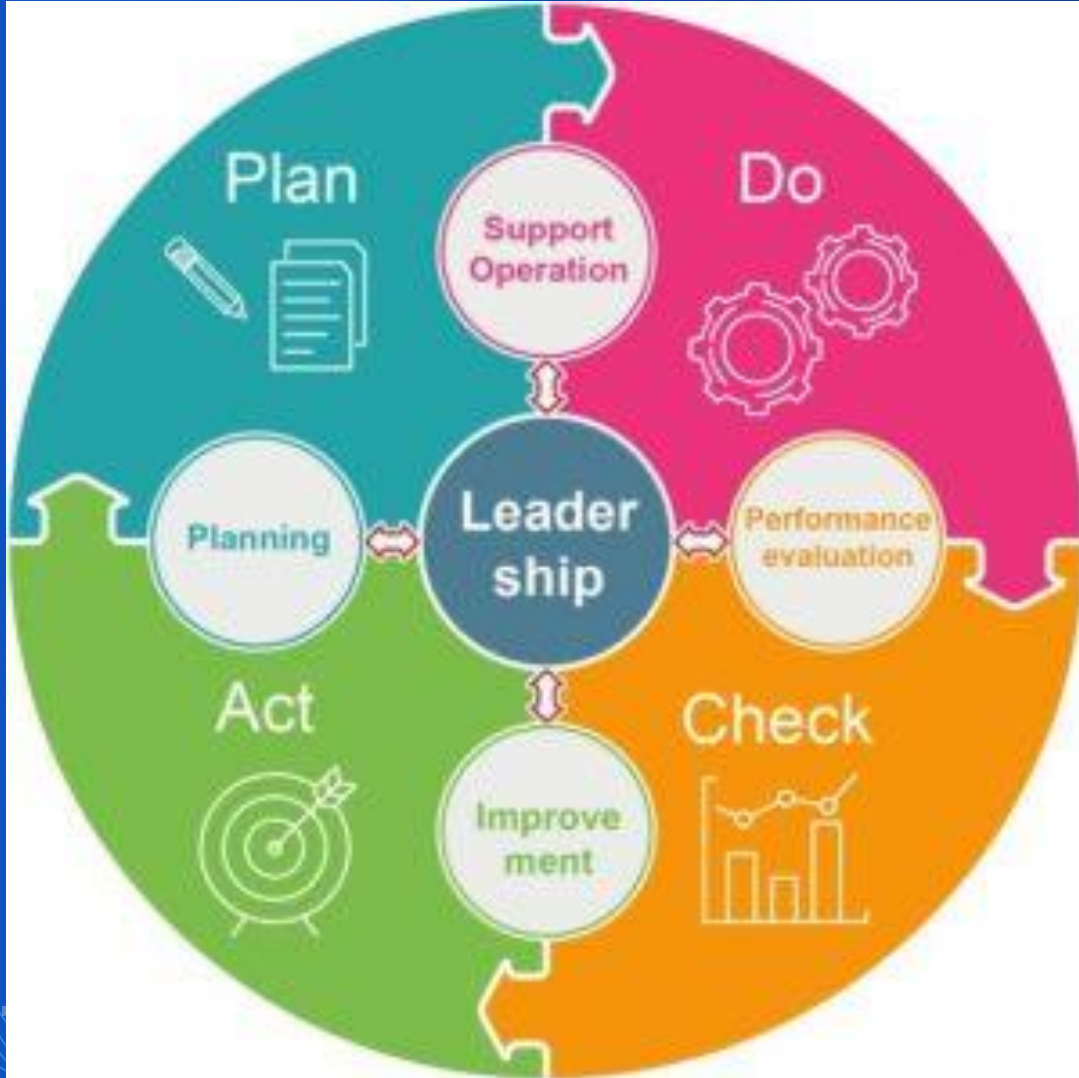 Plan
Do
Support
Operation
Planning
Leader
ship
Performance
evaluation
Act
Check
Improve
ment